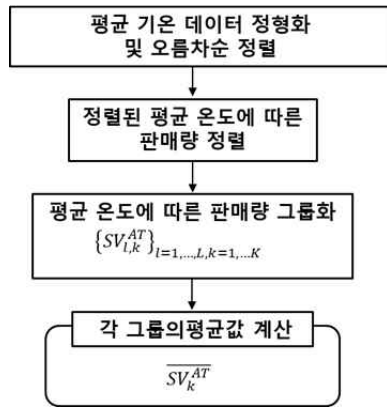 평균 기온 데이터 정형화
및 오름차순 정렬
정렬된 평균 온도에 따른
판매량 정렬
평균 온도에 따른 판매량 그룹화
$\{SV_{l,k}^{AT}\}_{l=1,...,L,k=1,...K}$
각 그룹의평균값 계산
$\overline{SV_k^{AT}}$